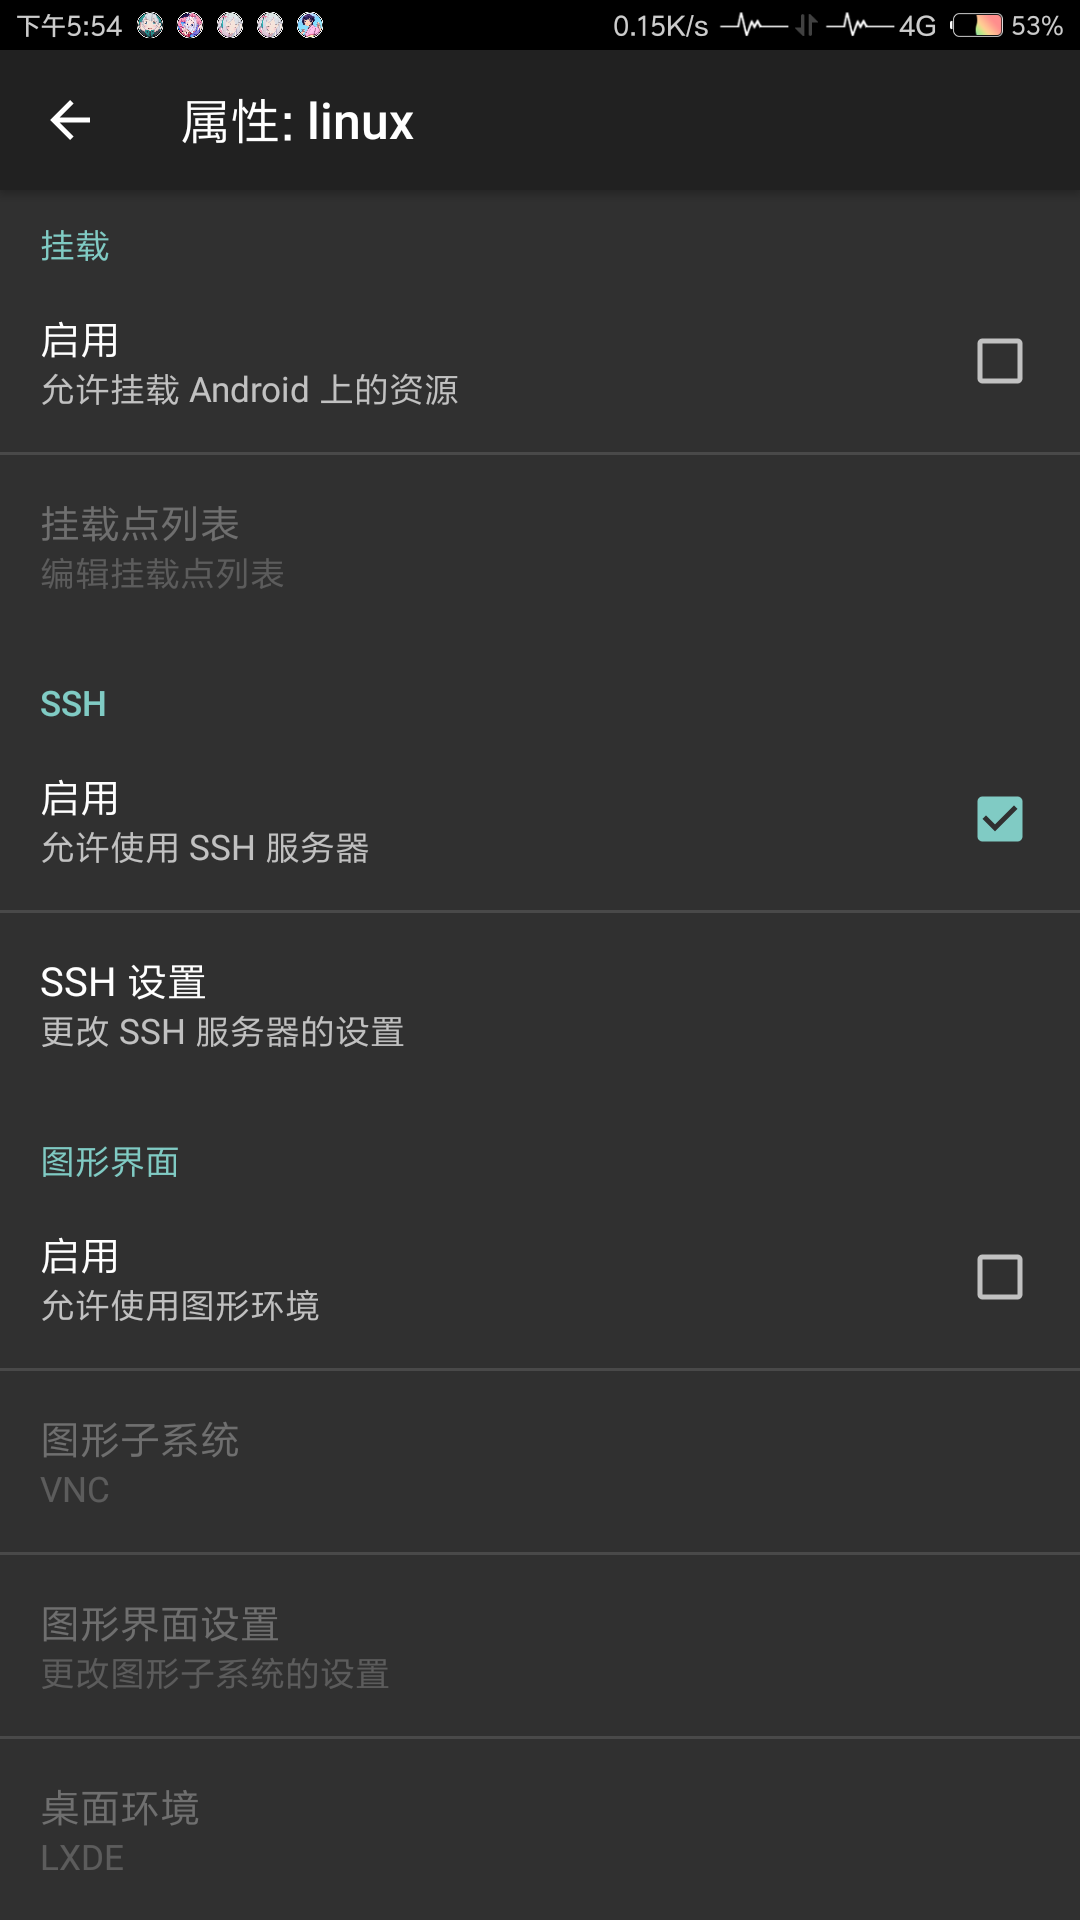 下午5:54 0.15K/s 4G 53%
属性: linux
挂载
启用
允许挂载 Android 上的资源
挂载点列表
编辑挂载点列表
SSH
启用
允许使用 SSH 服务器
SSH 设置
更改 SSH 服务器的设置
图形界面
启用
允许使用图形环境
图形子系统
VNC
图形界面设置
更改图形子系统的设置
桌面环境
LXDE